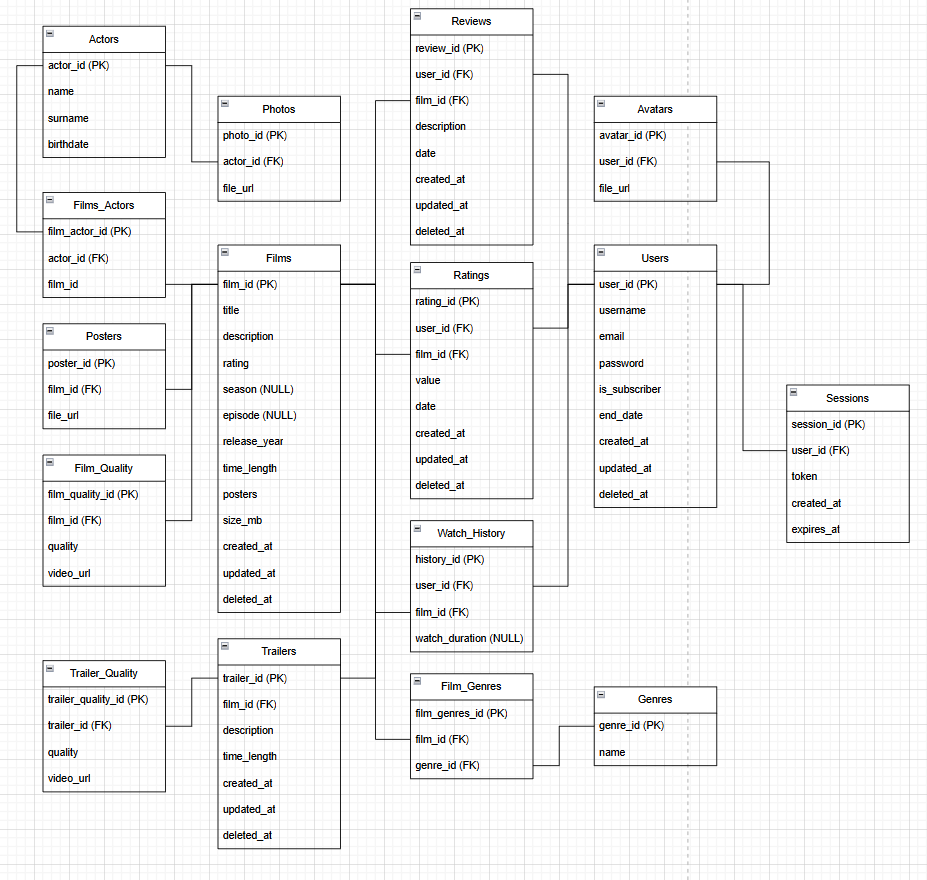 Actors
actor_id (PK)
name
surname
birthdate
Films_Actors
film_actor_id (PK)
actor_id (FK)
film_id
Posters
poster_id (PK)
film_id (FK)
file_url
Film_Quality
film_quality_id (PK)
film_id (FK)
quality
video_url
Trailer_Quality
trailer_quality_id (PK)
trailer_id (FK)
quality
video_url
Photos
photo_id (PK)
actor_id (FK)
file_url
Films
film_id (PK)
title
description
rating
season (NULL)
episode (NULL)
release_year
time_length
posters
size_mb
created_at
updated_at
deleted_at
Trailers
trailer_id (PK)
film_id (FK)
description
time_length
created_at
updated_at
deleted_at
Reviews
review_id (PK)
user_id (FK)
film_id (FK)
description
date
created_at
updated_at
deleted_at
Ratings
rating_id (PK)
user_id (FK)
film_id (FK)
value
date
created_at
updated_at
deleted_at
Watch_History
history_id (PK)
user_id (FK)
film_id (FK)
watch_duration (NULL)
Film_Genres
film_genres_id (PK)
film_id (FK)
genre_id (FK)
Avatars
avatar_id (PK)
user_id (FK)
file_url
Users
user_id (PK)
username
email
password
is_subscriber
end_date
created_at
updated_at
deleted_at
Genres
genre_id (PK)
name
Sessions
session_id (PK)
user_id (FK)
token
created_at
expires_at